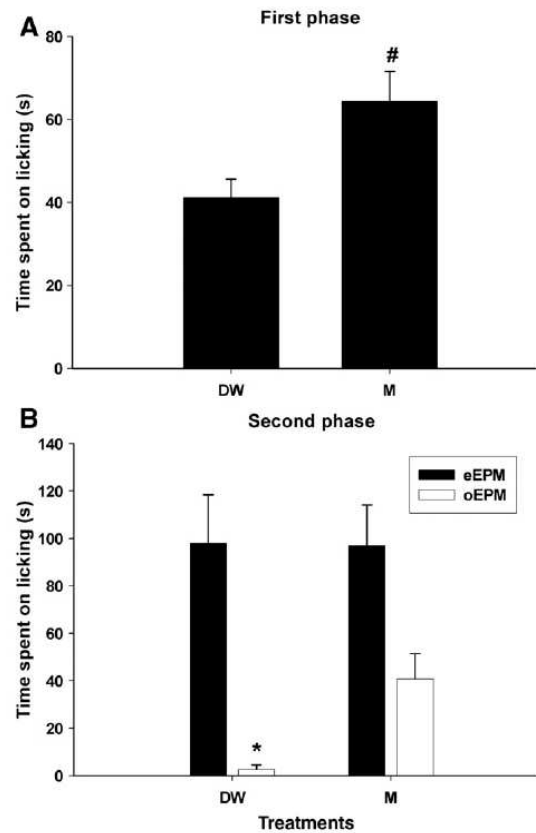 A
First phase
Time spent on licking (s)
80
60
40
20
0
#
DW
M
B
Second phase
Time spent on licking (s)
140
120
100
80
60
40
20
0
eEPM
oEPM
*
DW
M
Treatments